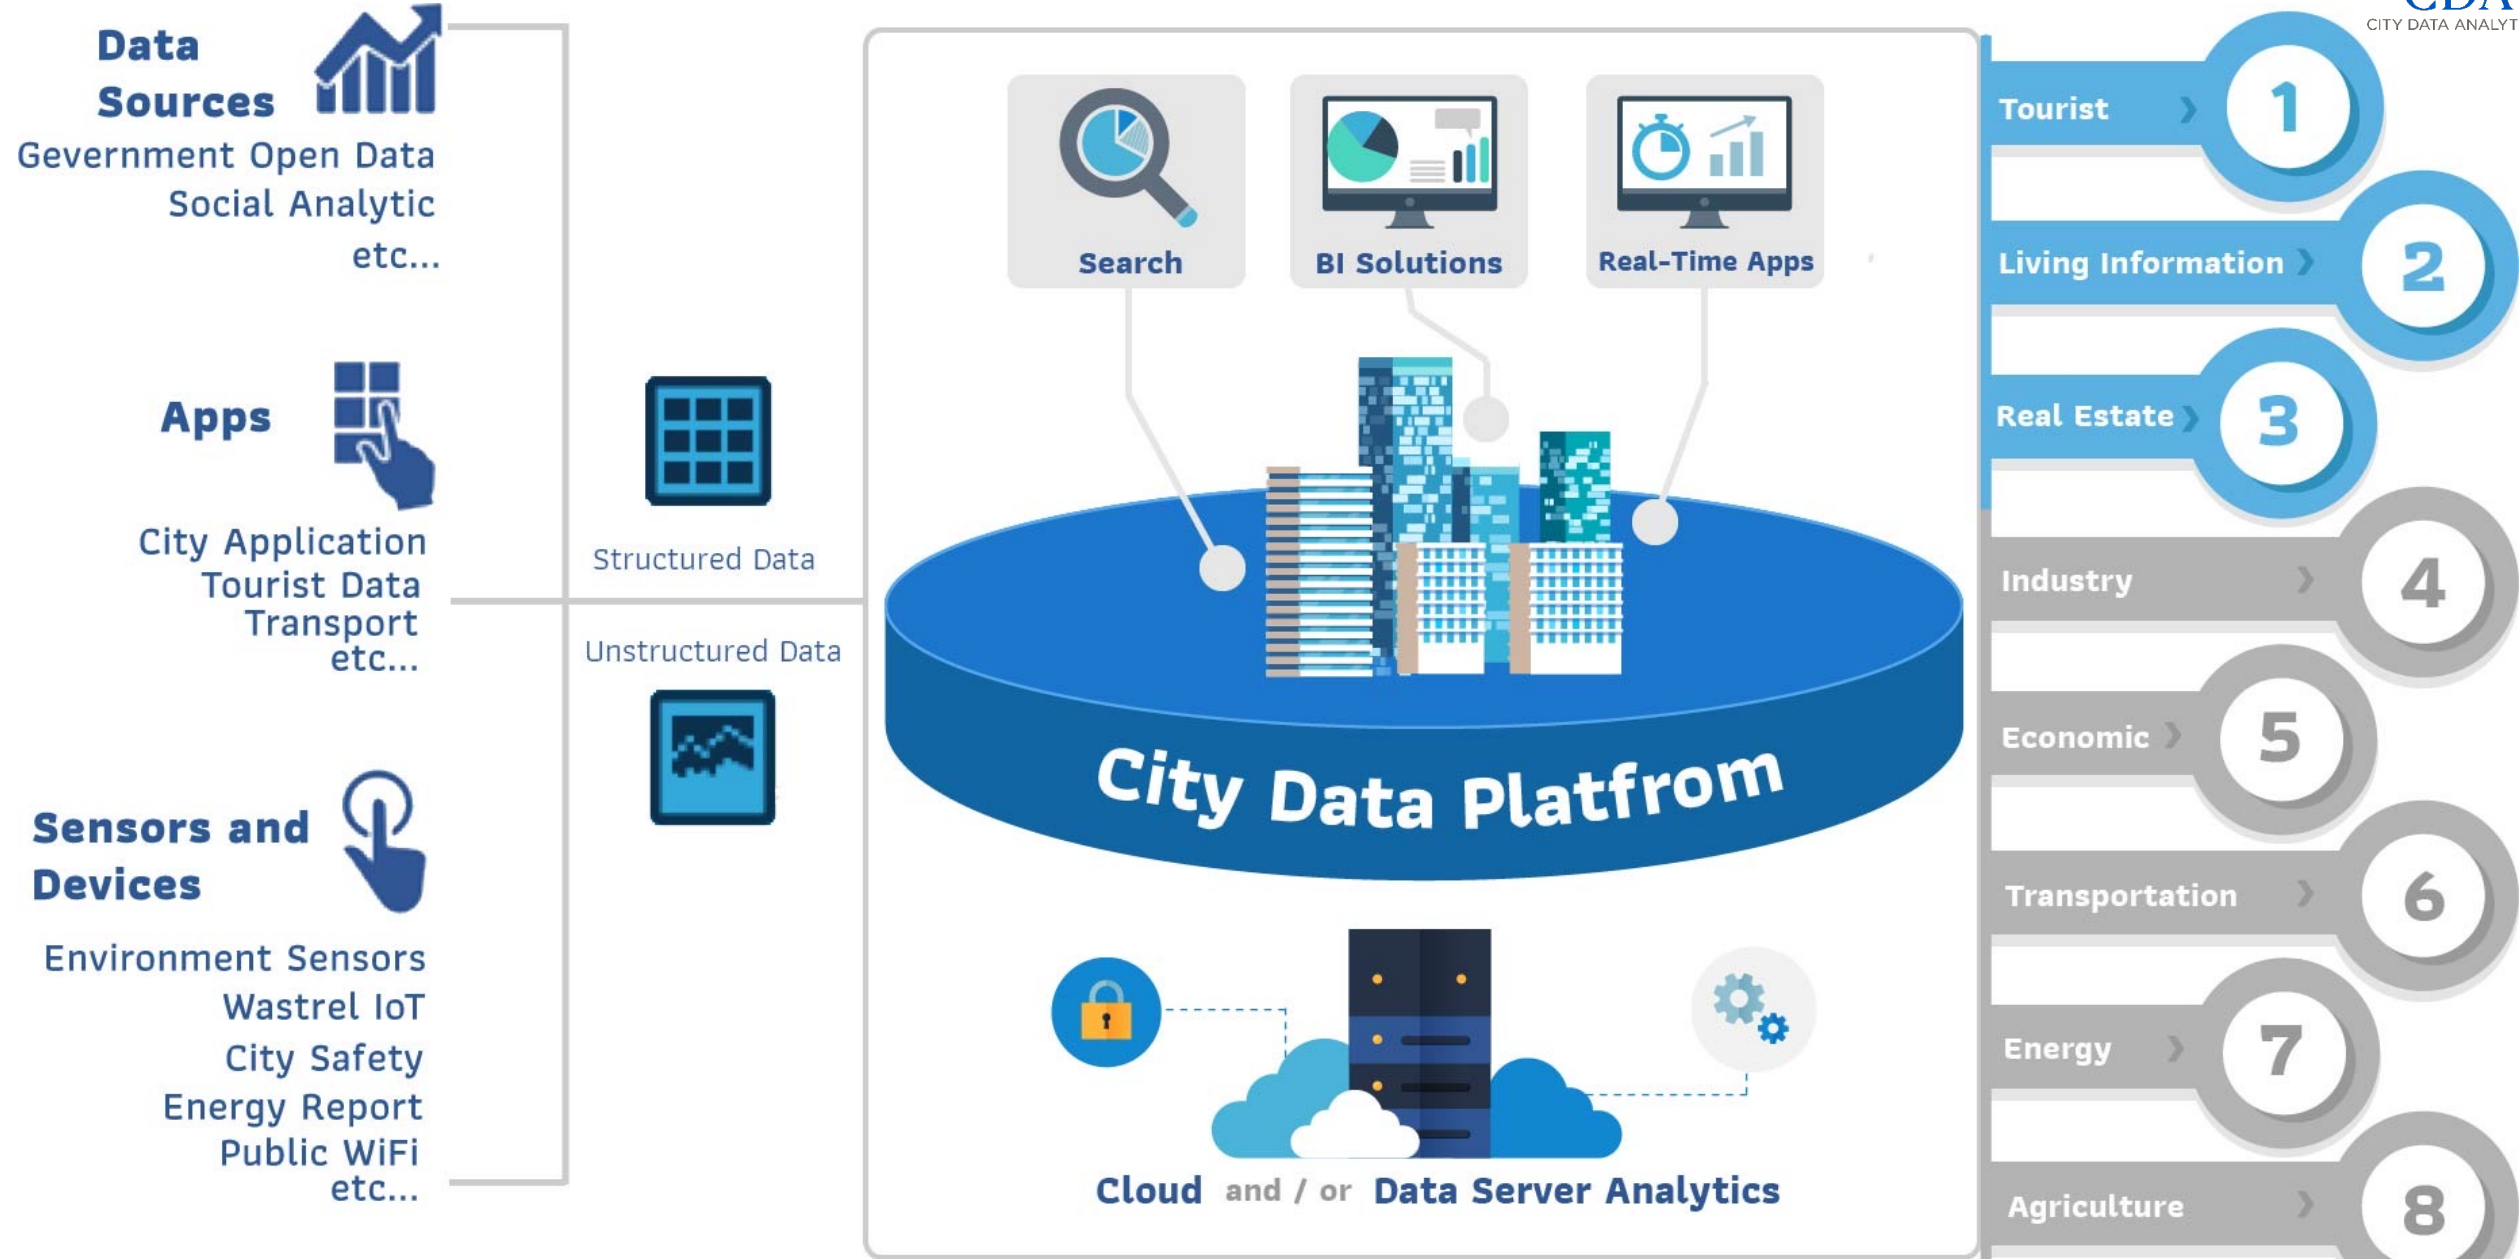 Data
Sources
Gevernment Open Data
Social Analytic
etc...
Apps
City Application
Tourist Data
Transport
etc...
Sensors and
Devices
Environment Sensors
Wastrel IoT
City Safety
Energy Report
Public WiFi
etc...
Structured Data
Unstructured Data
Search
BI Solutions
Real-Time Apps
City Data Platfrom
Cloud and / or Data Server Analytics
CDA
CITY DATA ANALYT
Tourist 1
Living Information 2
Real Estate 3
Industry 4
Economic 5
Transportation 6
Energy 7
Agriculture 8